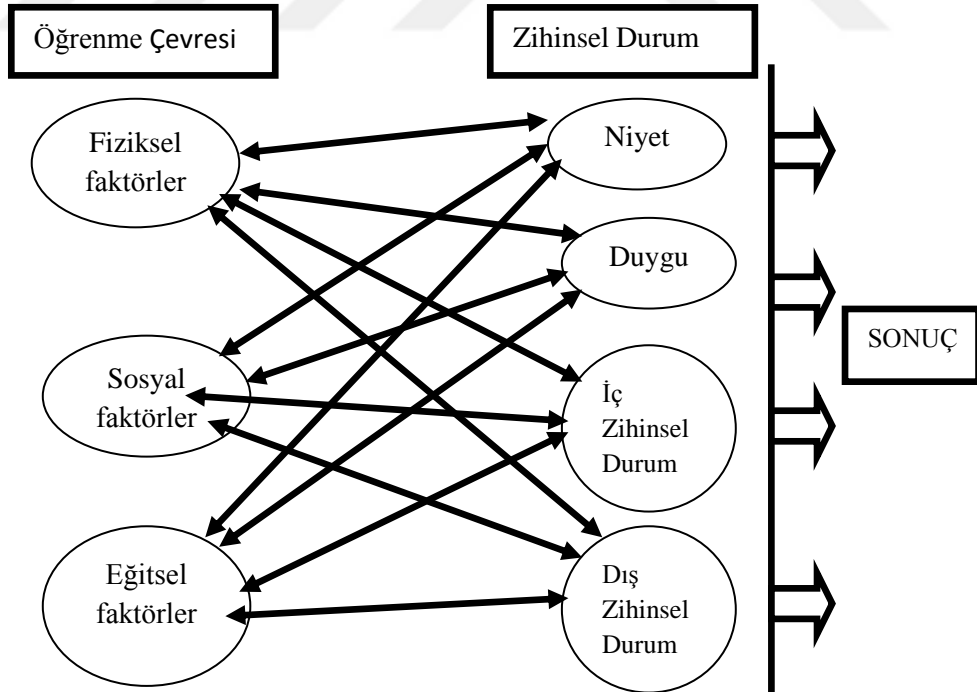 Öğrenme Çevresi
Zihinsel Durum
Fiziksel
faktörler
Niyet
Duygu
Sosyal
faktörler
İç
Zihinsel
Durum
Eğitsel
faktörler
Dış
Zihinsel
Durum
SONUÇ